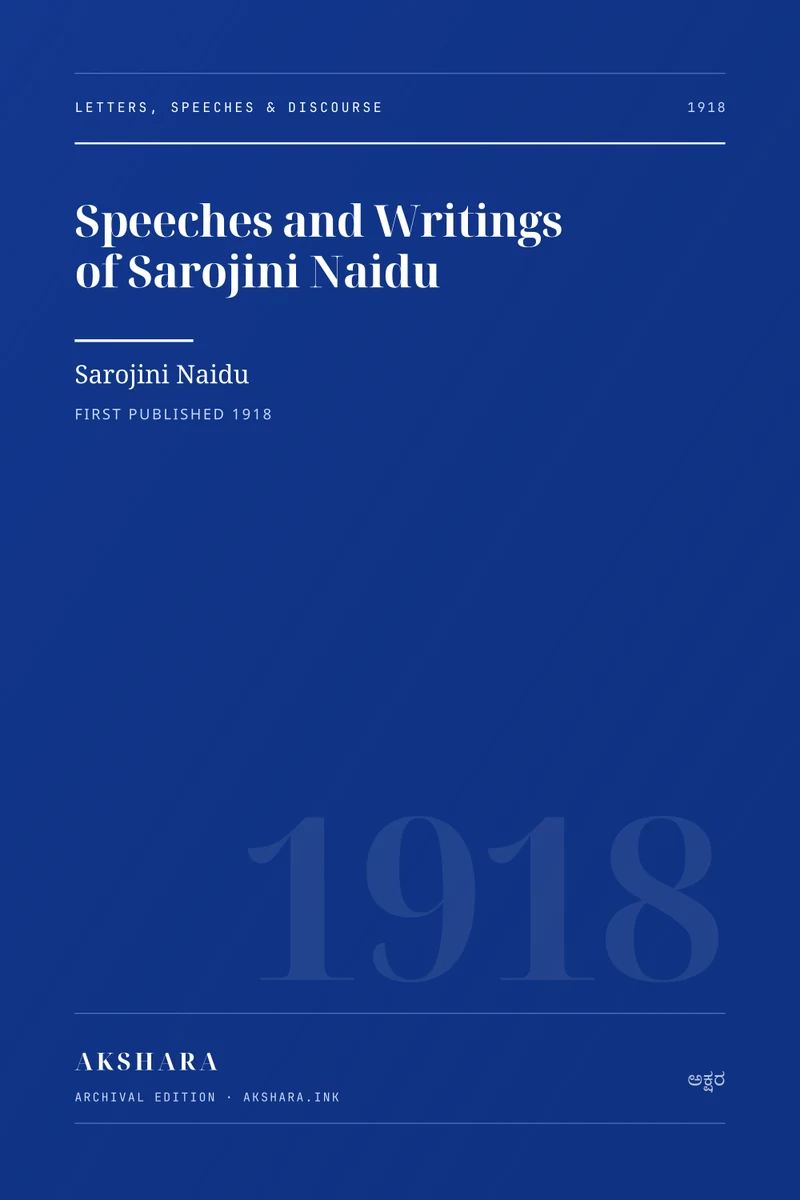 LETTERS, SPEECHES & DISCOURSE 1918
Speeches and Writings
of Sarojini Naidu
Sarojini Naidu
FIRST PUBLISHED 1918
1918
AKSHARA
ARCHIVAL EDITION · AKSHARA.INK
ಅಕ್ಷರ